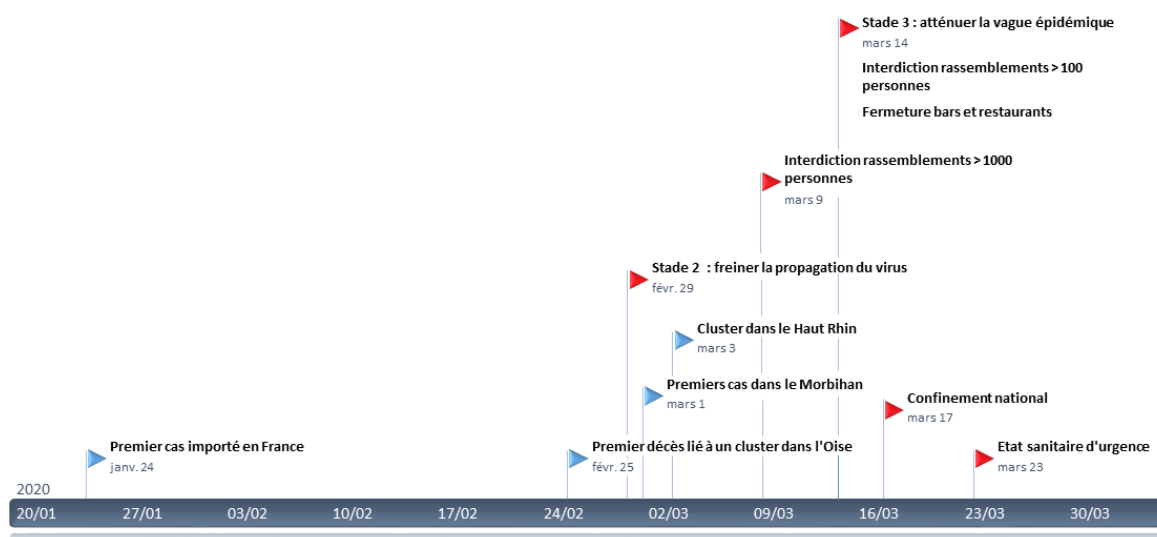 Stade 3 : atténuer la vague épidémique
mars 14
Interdiction rassemblements > 100
personnes
Fermeture bars et restaurants
Interdiction rassemblements > 1000
personnes
mars 9
Stade 2 : freiner la propagation du virus
févr. 29
Cluster dans le Haut Rhin
mars 3
Premiers cas dans le Morbihan
mars 1
Confinement national
mars 17
Premier cas importé en France
janv. 24
Premier décès lié à un cluster dans l'Oise
févr. 25
Etat sanitaire d'urgence
mars 23
2020
20/01 27/01 03/02 10/02 17/02 24/02 02/03 09/03 16/03 23/03 30/03